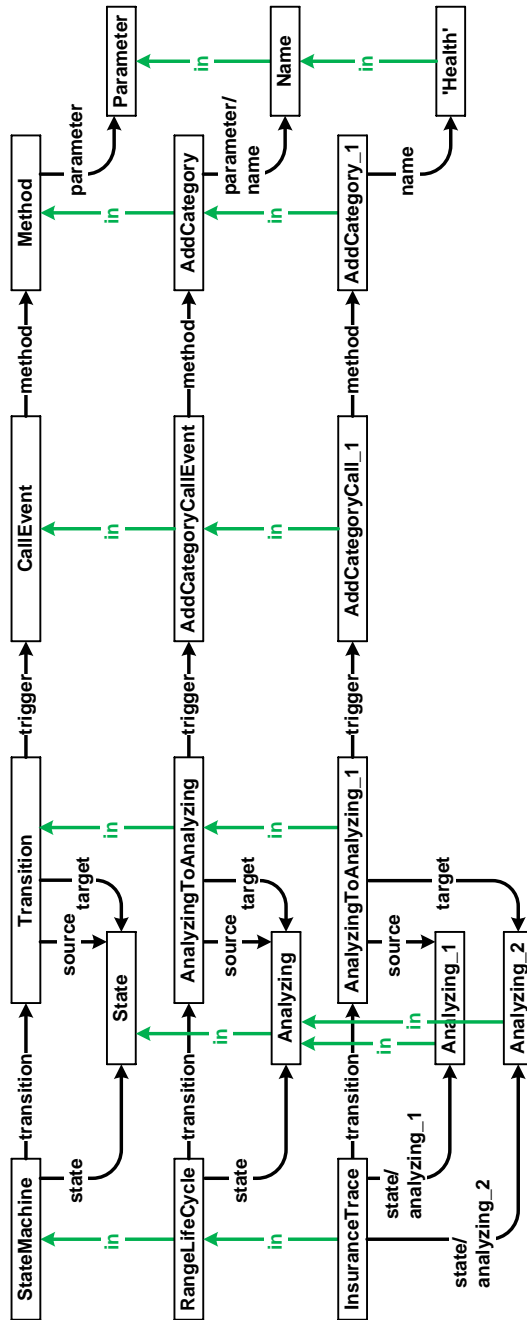 StateMachine
transition
Transition
trigger
CallEvent
method
Method
state
source
target
parameter
State
Parameter
in
in
in
in
in
in
RangeLifeCycle
transition
AnalyzingToAnalyzing
trigger
AddCategoryCallEvent
method
AddCategory
state
source
target
parameter/
name
Analyzing
Name
in
in
in
in
in
in
in
InsuranceTrace
transition
AnalyzingToAnalyzing_1
trigger
AddCategoryCall_1
method
AddCategory_1
state/
analyzing_1
source
target
name
Analyzing_1
'Health'
state/
analyzing_2
Analyzing_2